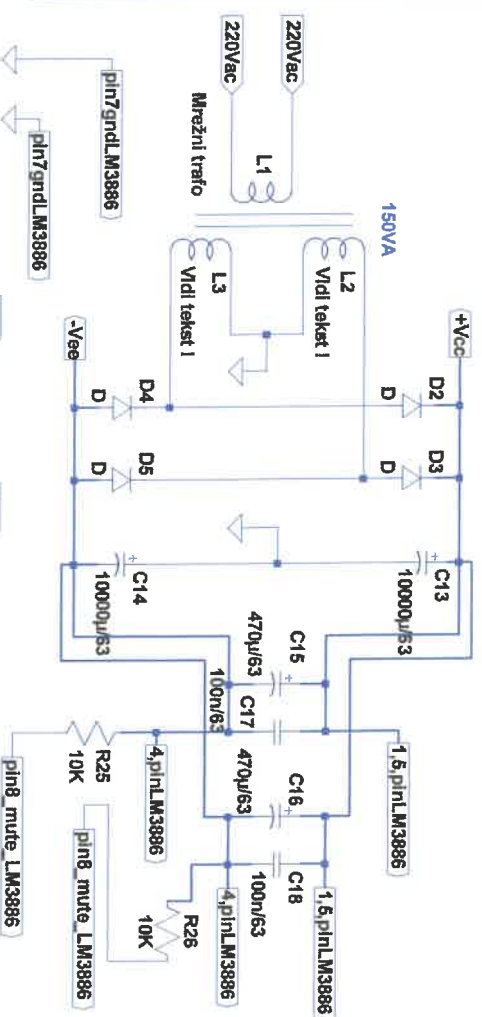 220Vac
220Vac
Mrežni trafo
L1
150VA
L2
Vidi tekst !
L3
Vidi tekst !
+Vcc
-Vee
D2
D
D3
D
D4
D
D5
D
C13
10000µ/63
C14
10000µ/63
C15
470µ/63
C17
100n/63
C16
470µ/63
C18
100n/63
1,5,pinLM3886
1,5,pinLM3886
4,pinLM3886
4,pinLM3886
R25
10K
R26
10K
pin8_mute_LM3886
pin8_mute_LM3886
pin7gndLM3886
pin7gndLM3886